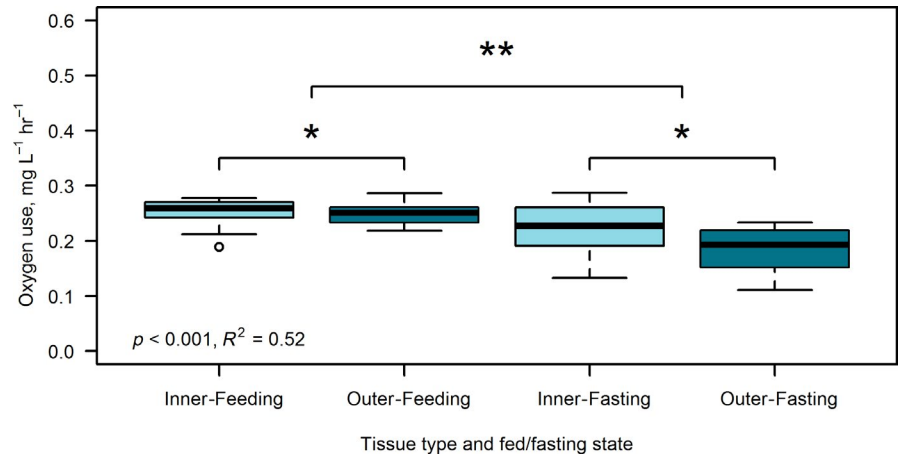 0.6
**
0.5
0.4
*
*
0.3
0.2
0.1
0.0
Oxygen use, mg L⁻¹ hr⁻¹
p < 0.001, R² = 0.52
Inner-Feeding Outer-Feeding Inner-Fasting Outer-Fasting
Tissue type and fed/fasting state